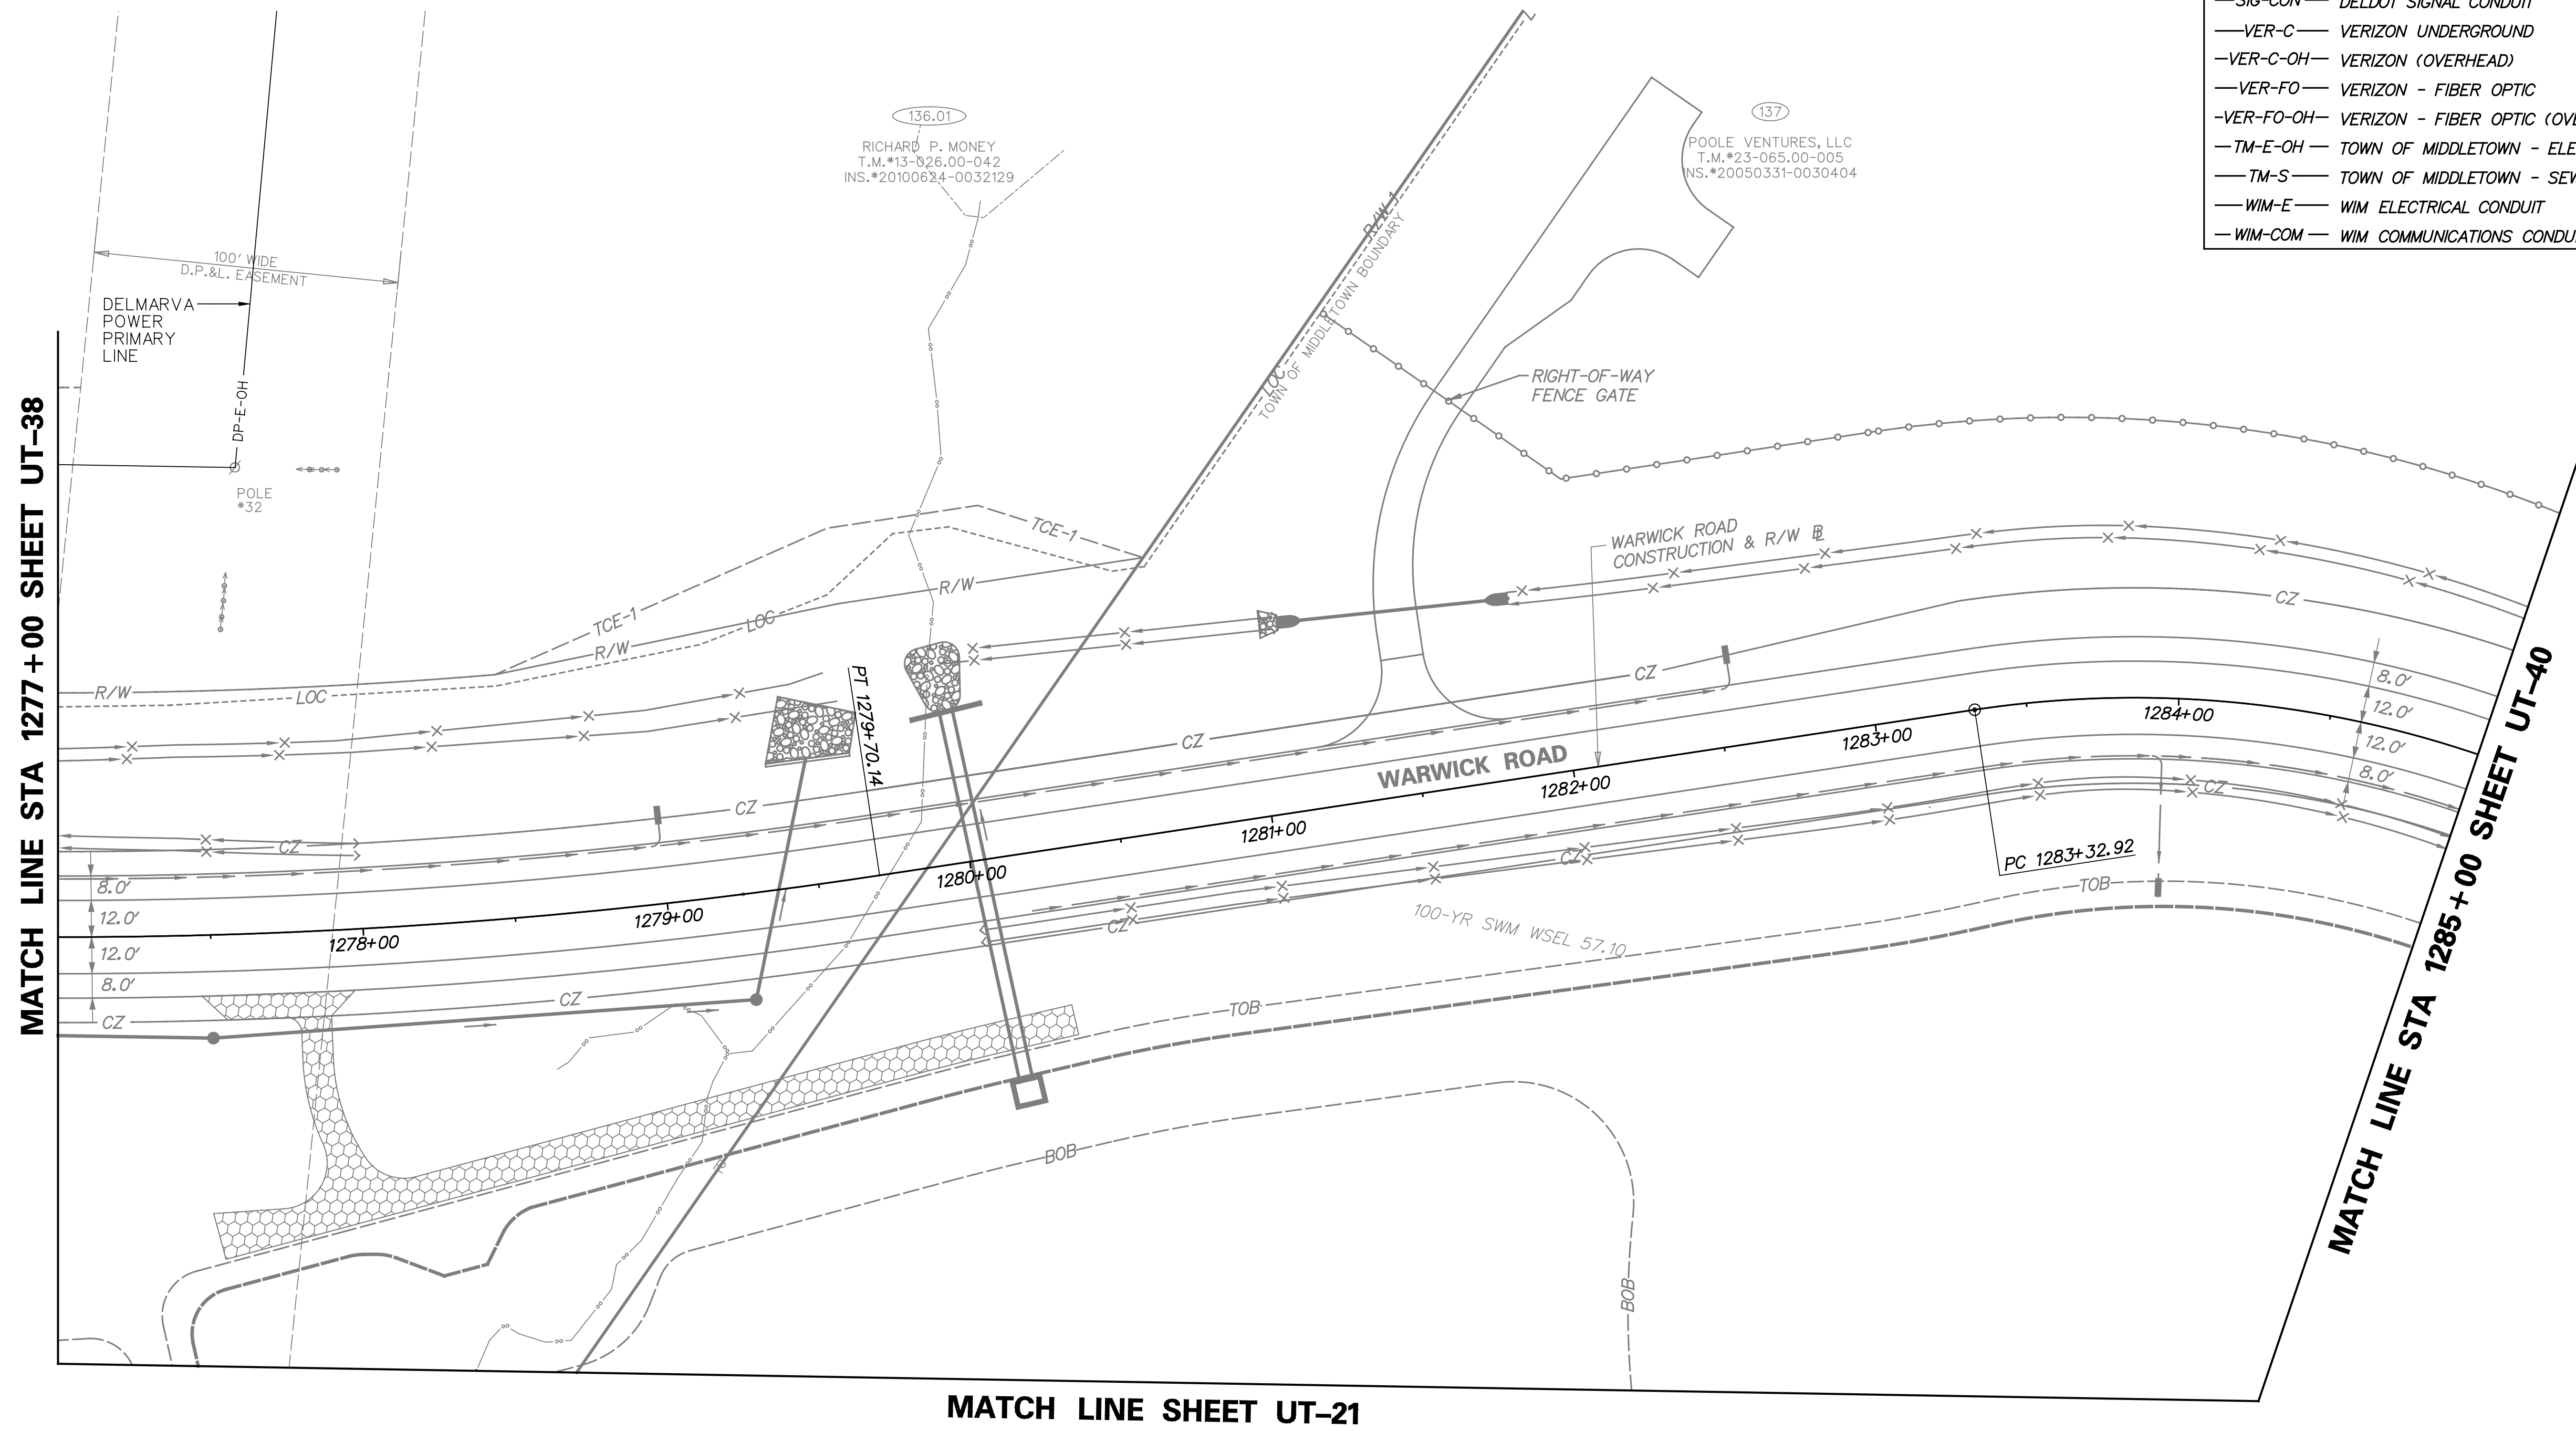 SIG-CON DELDOT SIGNAL CONDUIT
VER-C VERIZON UNDERGROUND
VER-C-OH VERIZON (OVERHEAD)
VER-FO VERIZON - FIBER OPTIC
VER-FO-OH VERIZON - FIBER OPTIC (OVE
TM-E-OH TOWN OF MIDDLETOWN - ELE
TM-S TOWN OF MIDDLETOWN - SEW
WIM-E WIM ELECTRICAL CONDUIT
WIM-COM WIM COMMUNICATIONS CONDU
136.01
RICHARD P. MONEY
T.M.#13-026.00-042
INS.#20100624-0032129
137
POOLE VENTURES, LLC
T.M.#23-065.00-005
INS.#20050331-0030404
100' WIDE
D.P.&L. EASEMENT
DELMARVA
POWER
PRIMARY
LINE
DP-E-OH
POLE
#32
R/W
LOC
TOWN OF MIDDLETOWN BOUNDARY
RIGHT-OF-WAY
FENCE GATE
WARWICK ROAD
CONSTRUCTION & R/W BL
TCE-1
TCE-1
R/W
R/W
LOC
R/W
LOC
CZ
CZ
CZ
CZ
CZ
PT 1279+70.14
WARWICK ROAD
1278+00
1279+00
1280+00
1281+00
1282+00
1283+00
1284+00
PC 1283+32.92
8.0'
12.0'
12.0'
8.0'
8.0'
12.0'
12.0'
8.0'
CZ
CZ
CZ
CZ
CZ
100-YR SWM WSEL 57.10
TOB
TOB
BOB
BOB
MATCH LINE STA 1277+00 SHEET UT-38
MATCH LINE STA 1285+00 SHEET UT-40
MATCH LINE SHEET UT-21